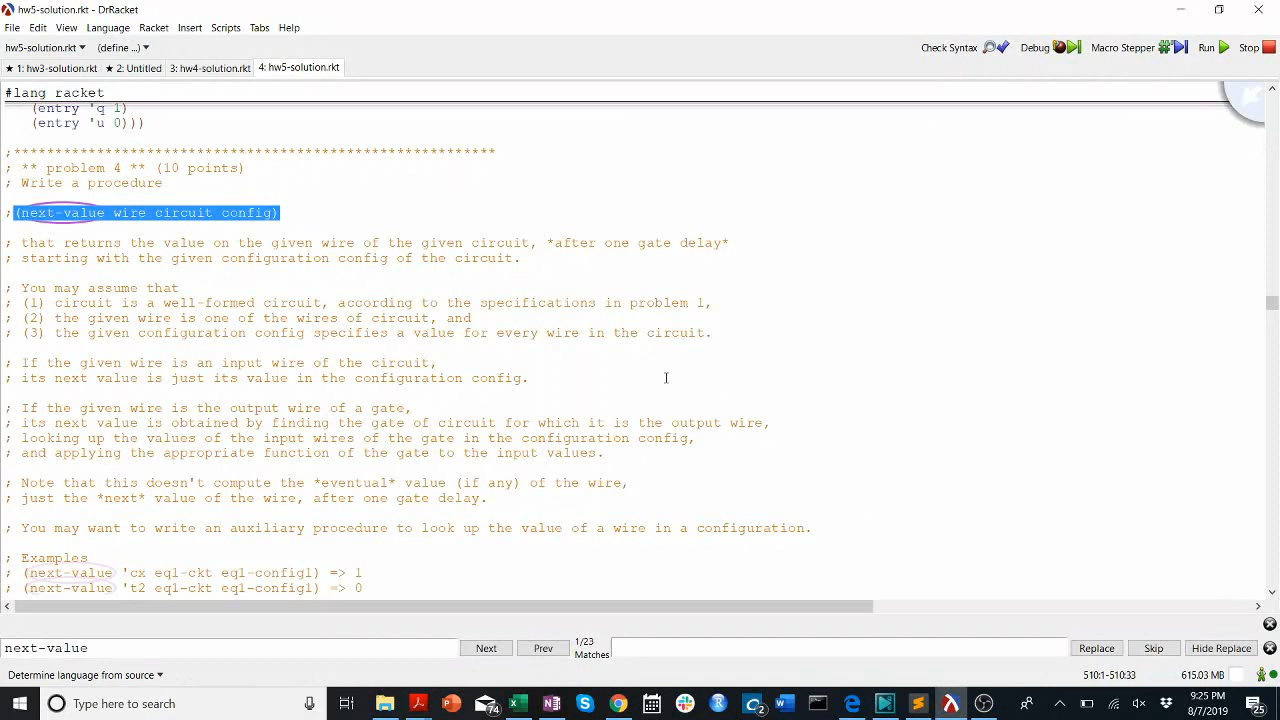 hw5-solution.rkt - DrRacket
File Edit View Language Racket Insert Scripts Tabs Help
hw5-solution.rkt (define ...) Check Syntax Debug Macro Stepper Run Stop
1: hw3-solution.rkt 2: Untitled 3: hw4-solution.rkt 4: hw5-solution.rkt
#lang racket
(entry 'q 1)
(entry 'u 0)))
;**********************************************************
; ** problem 4 ** (10 points)
; Write a procedure
;(next-value wire circuit config)
; that returns the value on the given wire of the given circuit, *after one gate delay*
; starting with the given configuration config of the circuit.
; You may assume that
; (1) circuit is a well-formed circuit, according to the specifications in problem 1,
; (2) the given wire is one of the wires of circuit, and
; (3) the given configuration config specifies a value for every wire in the circuit.
; If the given wire is an input wire of the circuit,
; its next value is just its value in the configuration config.
; If the given wire is the output wire of a gate,
; its next value is obtained by finding the gate of circuit for which it is the output wire,
; looking up the values of the input wires of the gate in the configuration config,
; and applying the appropriate function of the gate to the input values.
; Note that this doesn't compute the *eventual* value (if any) of the wire,
; just the *next* value of the wire, after one gate delay.
; You may want to write an auxiliary procedure to look up the value of a wire in a configuration.
; Examples
; (next-value 'cx eq1-ckt eq1-config1) => 1
; (next-value 't2 eq1-ckt eq1-config1) => 0
next-value Next Prev 1/23 Matches Replace Skip Hide Replace
Determine language from source 510:1-510:33 615.03 MB
Type here to search 74 9:25 PM
8/7/2019 25